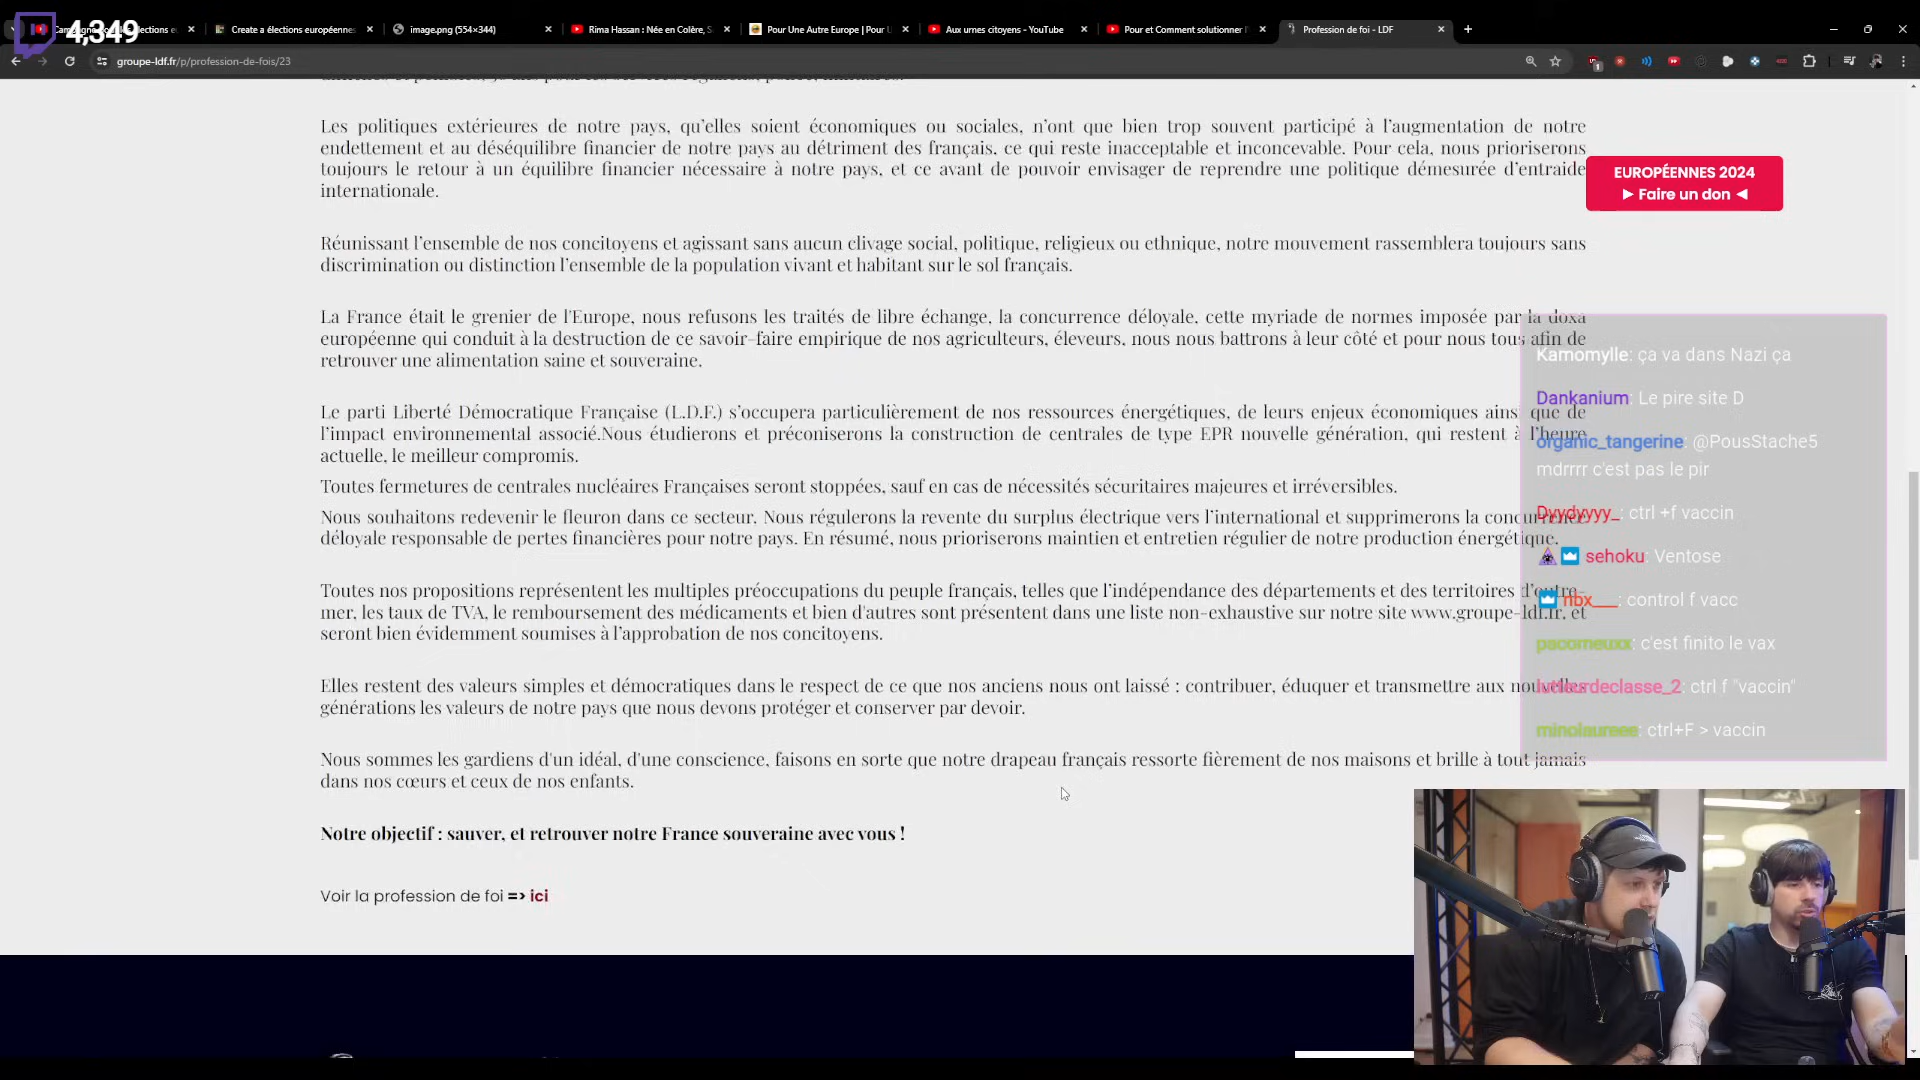 4,349
élections eu
Create a élections européennes
image.png (554×344)
Rima Hassan : Née en Colère, S
Pour Une Autre Europe | Pour U
Aux urnes citoyens - YouTube
Pour et Comment solutionner l'
Profession de foi - LDF
groupe-ldf.fr/p/profession-de-fois/23
Les politiques extérieures de notre pays, qu'elles soient économiques ou sociales, n'ont que bien trop souvent participé à l'augmentation de notre
endettement et au déséquilibre financier de notre pays au détriment des français, ce qui reste inacceptable et inconcevable. Pour cela, nous prioriserons
toujours le retour à un équilibre financier nécessaire à notre pays, et ce avant de pouvoir envisager de reprendre une politique démesurée d'entraide
internationale.
EUROPÉENNES 2024
► Faire un don ◄
Réunissant l'ensemble de nos concitoyens et agissant sans aucun clivage social, politique, religieux ou ethnique, notre mouvement rassemblera toujours sans
discrimination ou distinction l'ensemble de la population vivant et habitant sur le sol français.
La France était le grenier de l'Europe, nous refusons les traités de libre échange, la concurrence déloyale, cette myriade de normes imposée par la doxa
européenne qui conduit à la destruction de ce savoir-faire empirique de nos agriculteurs, éleveurs, nous nous battrons à leur côté et pour nous tous afin de
retrouver une alimentation saine et souveraine.
Le parti Liberté Démocratique Française (L.D.F.) s'occupera particulièrement de nos ressources énergétiques, de leurs enjeux économiques ainsi que de
l'impact environnemental associé.Nous étudierons et préconiserons la construction de centrales de type EPR nouvelle génération, qui restent à l'heure
actuelle, le meilleur compromis.
Toutes fermetures de centrales nucléaires Françaises seront stoppées, sauf en cas de nécessités sécuritaires majeures et irréversibles.
Nous souhaitons redevenir le fleuron dans ce secteur. Nous régulerons la revente du surplus électrique vers l'international et supprimerons la concurrence
déloyale responsable de pertes financières pour notre pays. En résumé, nous prioriserons maintien et entretien régulier de notre production énergétique.
Toutes nos propositions représentent les multiples préoccupations du peuple français, telles que l'indépendance des départements et des territoires d'outre-
mer, les taux de TVA, le remboursement des médicaments et bien d'autres sont présentent dans une liste non-exhaustive sur notre site www.groupe-ldf.fr, et
seront bien évidemment soumises à l'approbation de nos concitoyens.
Elles restent des valeurs simples et démocratiques dans le respect de ce que nos anciens nous ont laissé : contribuer, éduquer et transmettre aux nouvelles
générations les valeurs de notre pays que nous devons protéger et conserver par devoir.
Nous sommes les gardiens d'un idéal, d'une conscience, faisons en sorte que notre drapeau français ressorte fièrement de nos maisons et brille à tout jamais
dans nos cœurs et ceux de nos enfants.
Notre objectif : sauver, et retrouver notre France souveraine avec vous !
Voir la profession de foi => ici
Kamomylle: ça va dans Nazi ça
Dankanium: Le pire site D
organic_tangerine: @PousStache5
mdrrrr c'est pas le pir
Dyydyyyy_: ctrl +f vaccin
sehoku: Ventose
nbx___: control f vacc
pacomeuxx: c'est finito le vax
lutteurdeclasse_2: ctrl f "vaccin"
minolaureee: ctrl+F > vaccin